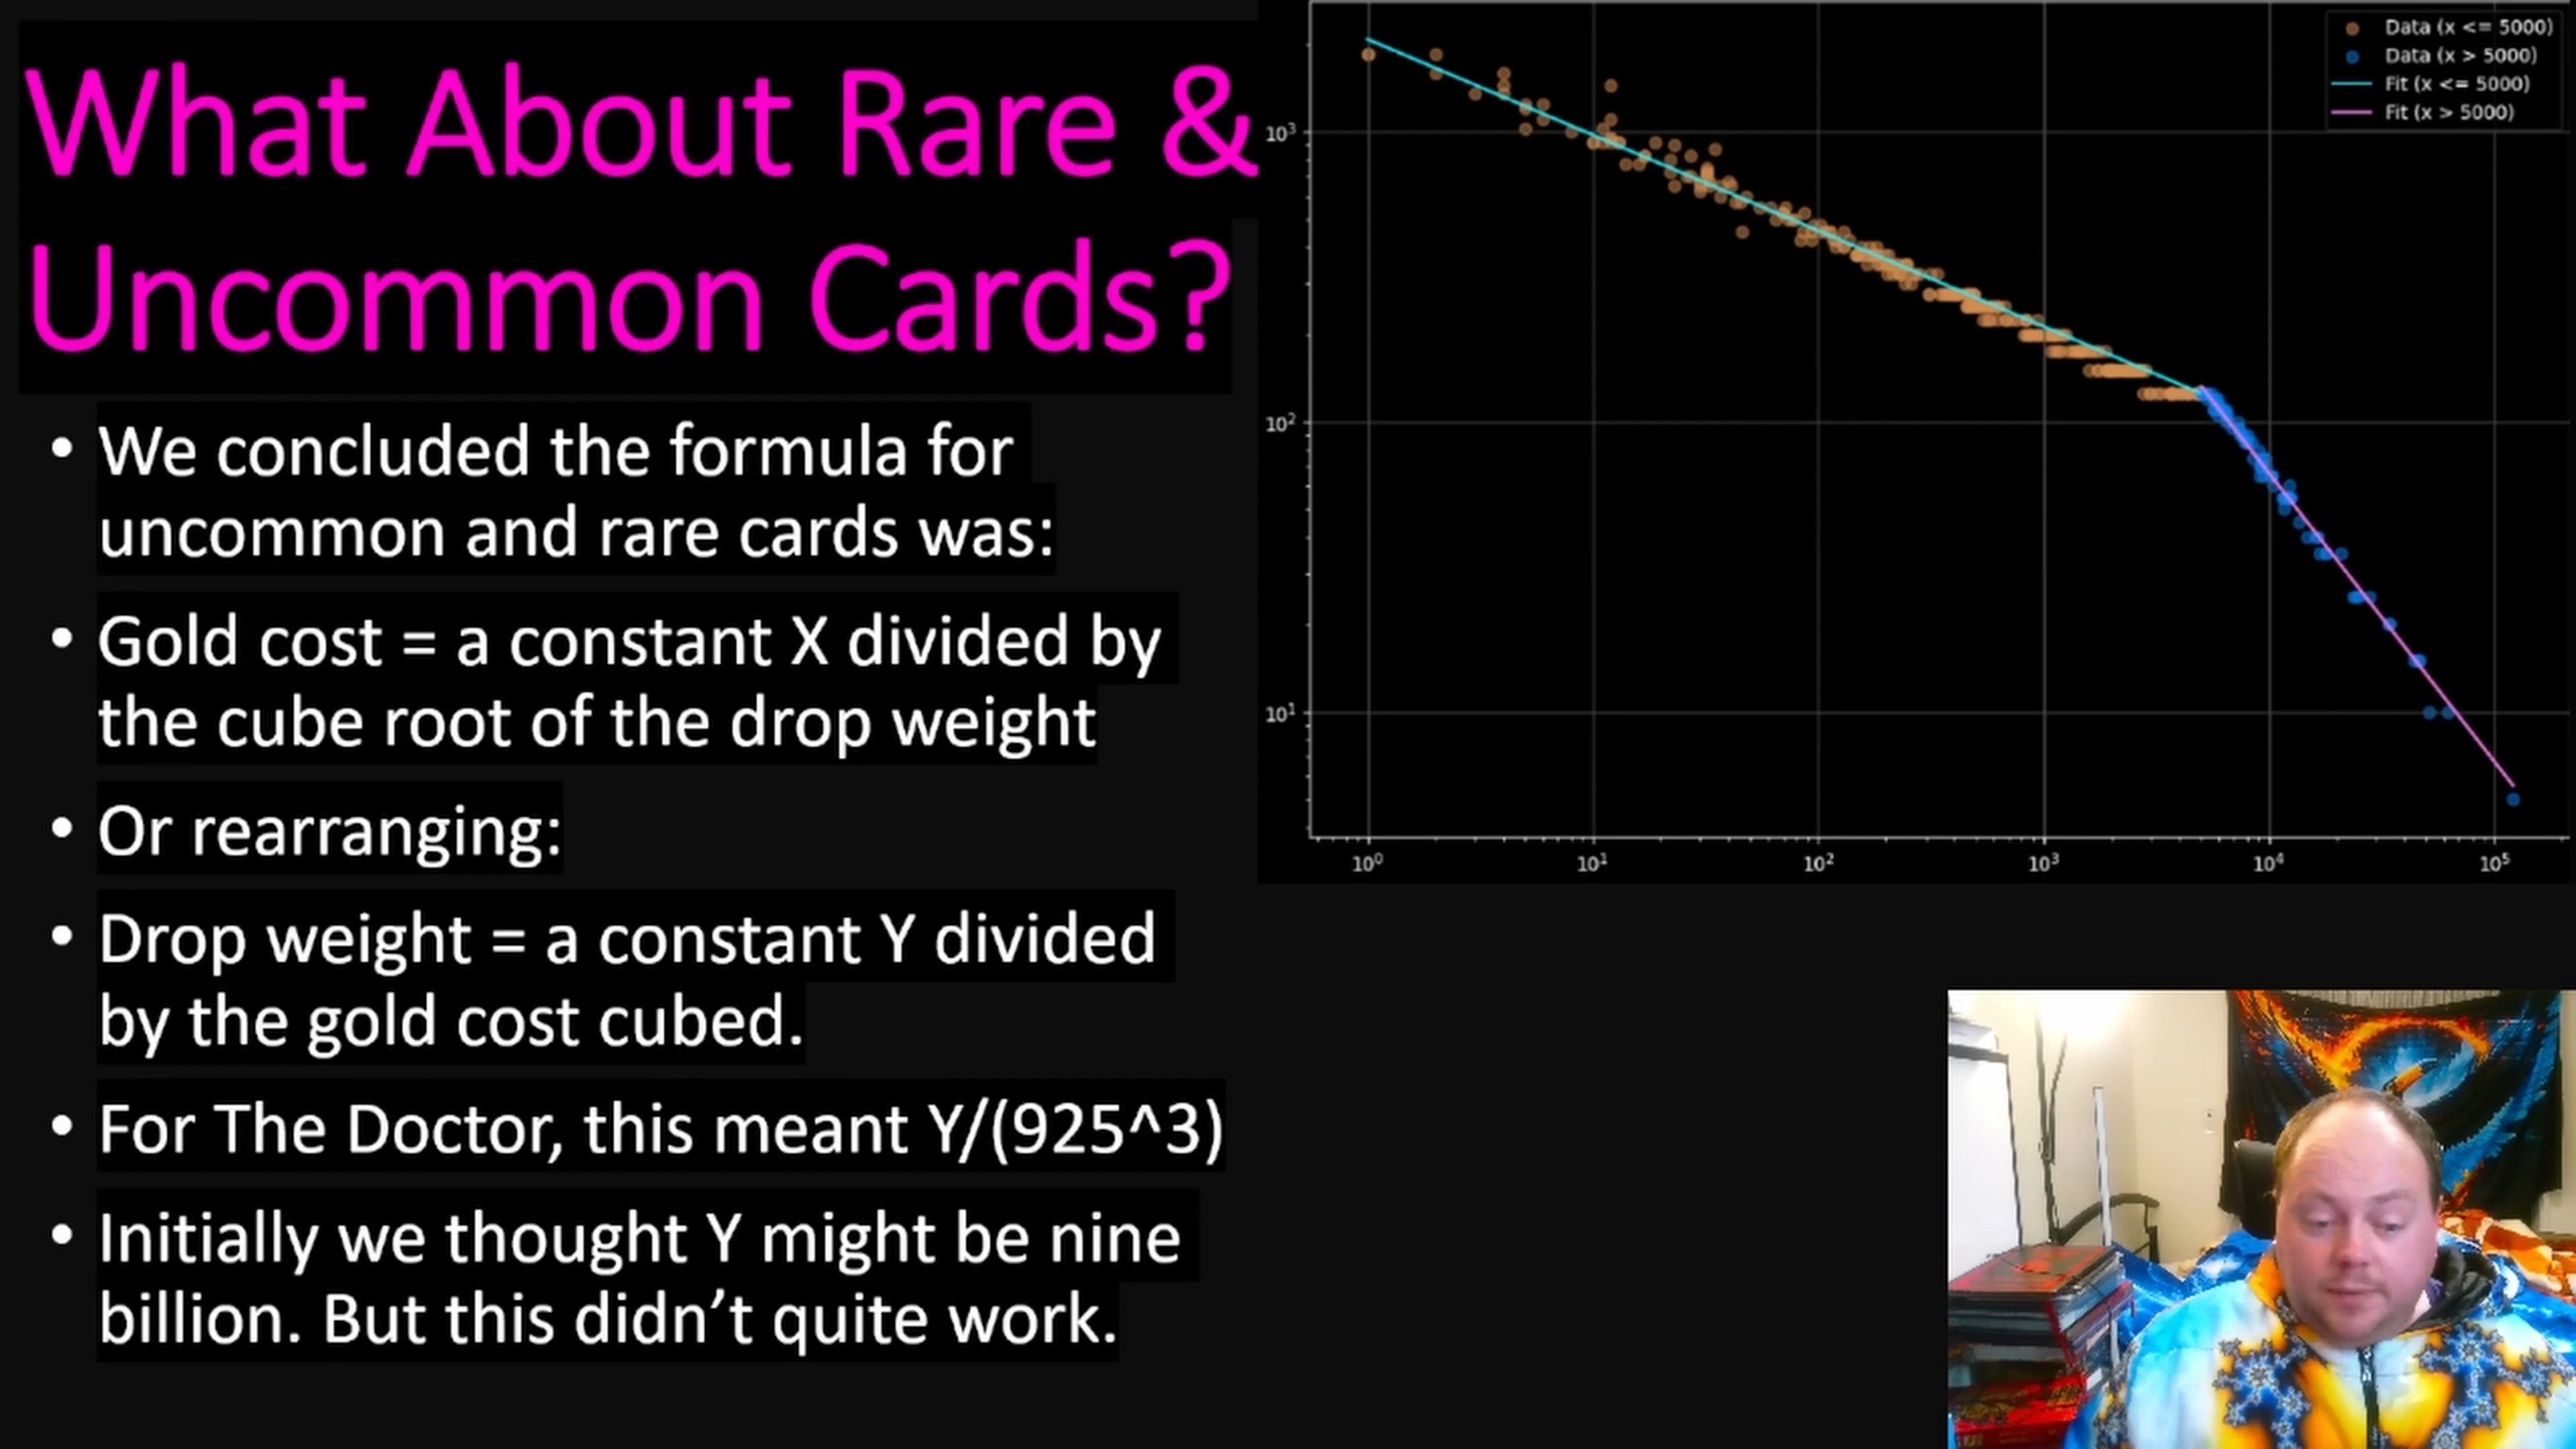 What About Rare &
Uncommon Cards?
• We concluded the formula for
uncommon and rare cards was:
• Gold cost = a constant X divided by
the cube root of the drop weight
• Or rearranging:
• Drop weight = a constant Y divided
by the gold cost cubed.
• For The Doctor, this meant Y/(925^3)
• Initially we thought Y might be nine
billion. But this didn’t quite work.
Data (x <= 5000)
Data (x > 5000)
Fit (x <= 5000)
Fit (x > 5000)
10³
10²
10¹
10⁰ 10¹ 10² 10³ 10⁴ 10⁵